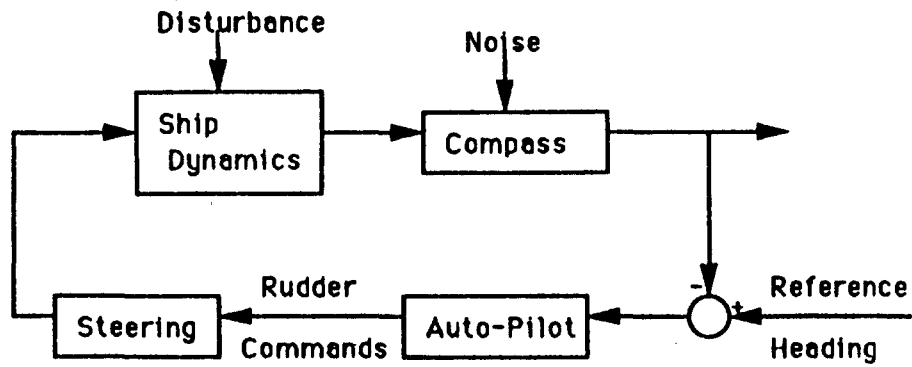 Disturbance
Noise
Ship
Dynamics
Compass
-
+
Reference
Heading
Rudder
Commands
Steering
Auto-Pilot